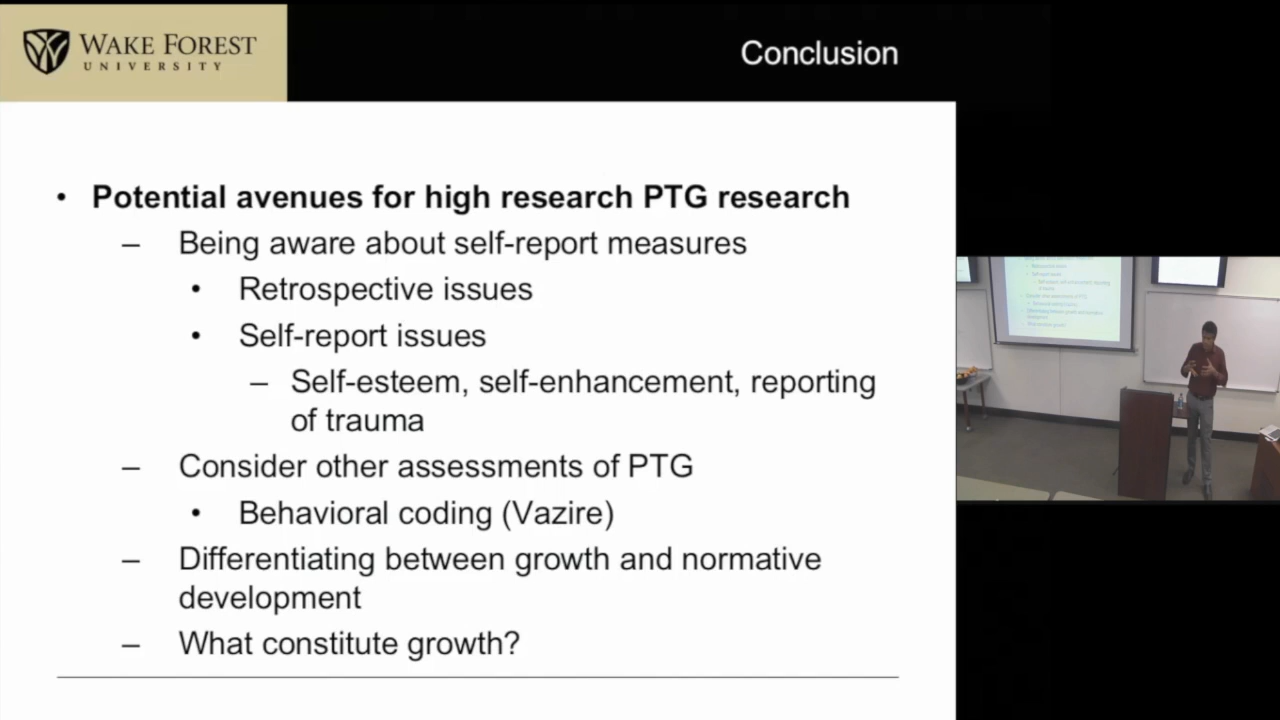 WAKE FOREST
UNIVERSITY
Conclusion
• Potential avenues for high research PTG research
– Being aware about self-report measures
• Retrospective issues
• Self-report issues
– Self-esteem, self-enhancement, reporting
of trauma
– Consider other assessments of PTG
• Behavioral coding (Vazire)
– Differentiating between growth and normative
development
– What constitute growth?